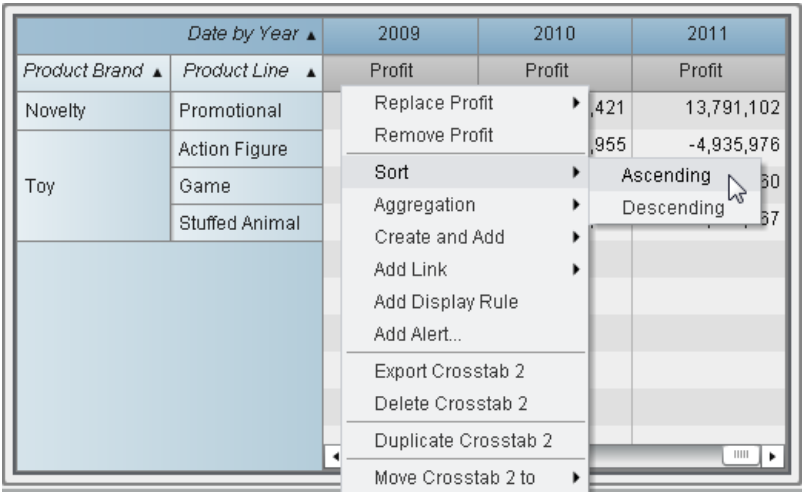 Date by Year ▲ 2009 2010 2011
Product Brand ▲ Product Line ▲ Profit Profit Profit
Novelty Promotional ,421 13,791,102
Action Figure ,955 -4,935,976
Toy Game 60
Stuffed Animal 67
Replace Profit
Remove Profit
Sort
Aggregation
Create and Add
Add Link
Add Display Rule
Add Alert...
Export Crosstab 2
Delete Crosstab 2
Duplicate Crosstab 2
Move Crosstab 2 to
Ascending
Descending